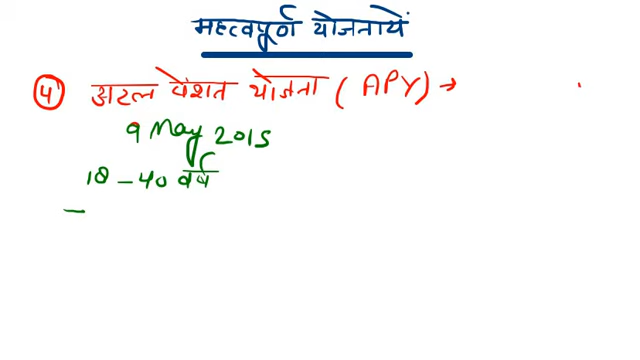 महत्वपूर्ण योजनायें
4 अटल पेंशन योजना (APY) →
9 May 2015
18 - 40 वर्ष
-